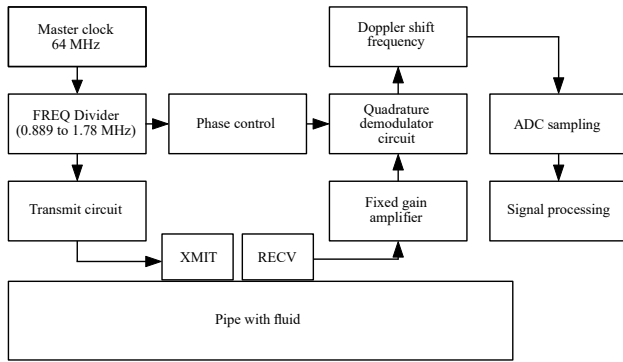 Master clock
64 MHz
Doppler shift
frequency
FREQ Divider
(0.889 to 1.78 MHz)
Phase control
Quadrature
demodulator
circuit
ADC sampling
Transmit circuit
Fixed gain
amplifier
Signal processing
XMIT
RECV
Pipe with fluid